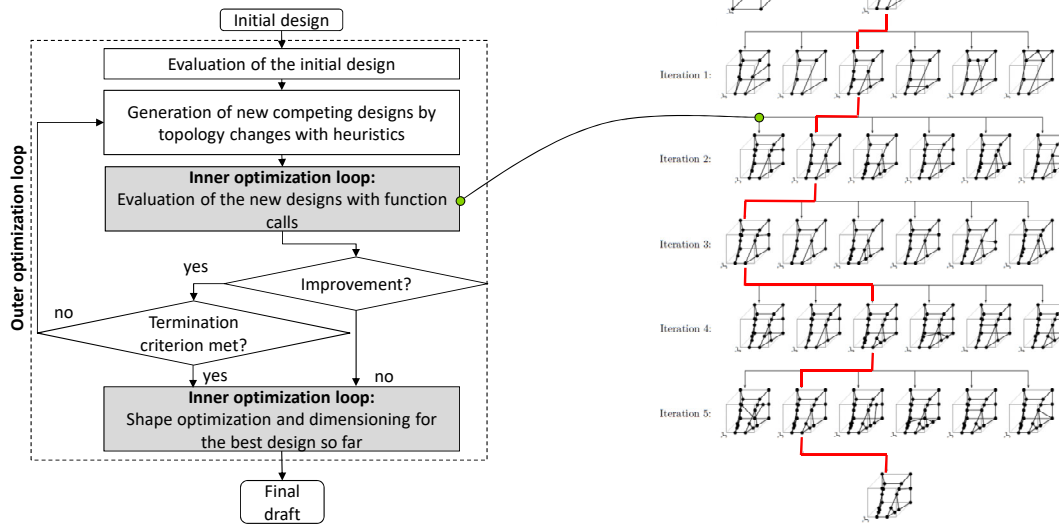 Initial design
Outer optimization loop
Evaluation of the initial design
Generation of new competing designs by
topology changes with heuristics
Inner optimization loop:
Evaluation of the new designs with function
calls
yes
Improvement?
no
Termination
criterion met?
yes
no
Inner optimization loop:
Shape optimization and dimensioning for
the best design so far
Final
draft
Iteration 1:
Iteration 2:
Iteration 3:
Iteration 4:
Iteration 5: